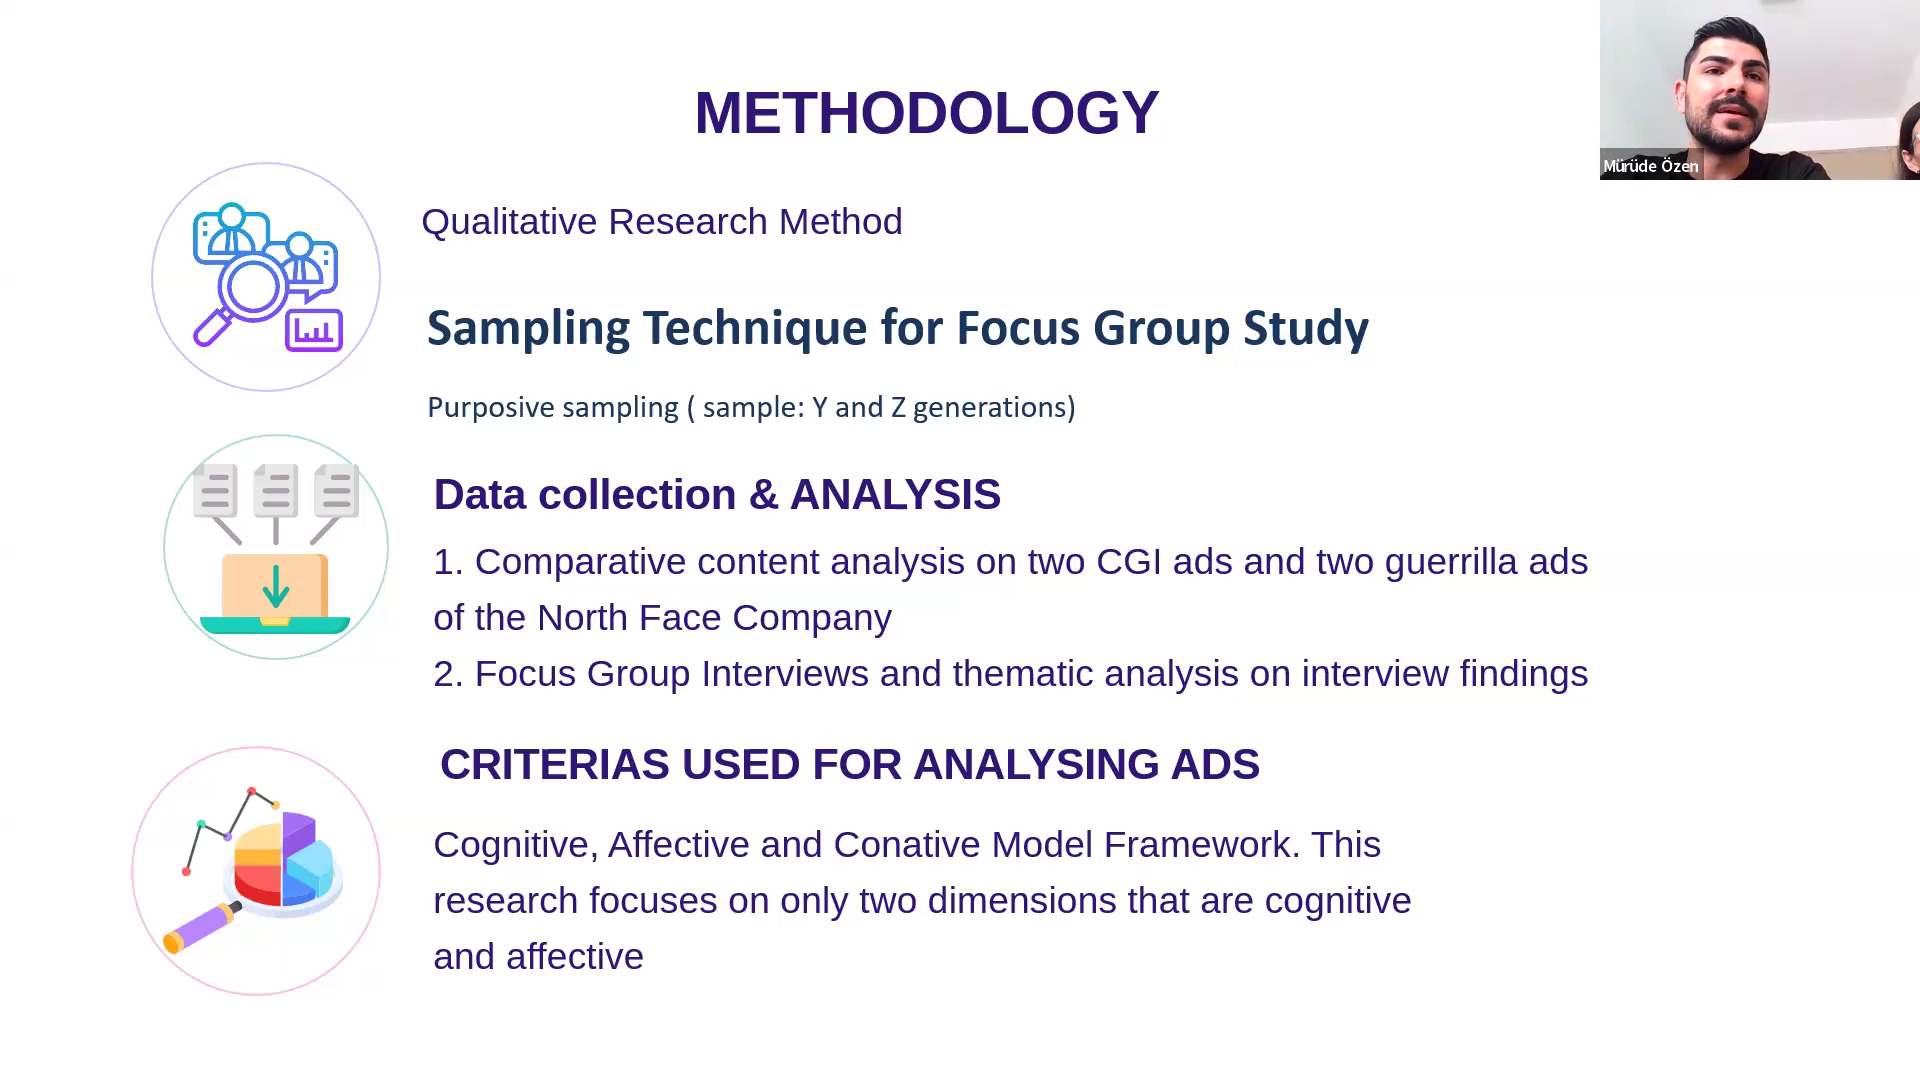 METHODOLOGY
Mürüde Özen
Qualitative Research Method
Sampling Technique for Focus Group Study
Purposive sampling ( sample: Y and Z generations)
Data collection & ANALYSIS
1. Comparative content analysis on two CGI ads and two guerrilla ads
of the North Face Company
2. Focus Group Interviews and thematic analysis on interview findings
CRITERIAS USED FOR ANALYSING ADS
Cognitive, Affective and Conative Model Framework. This
research focuses on only two dimensions that are cognitive
and affective